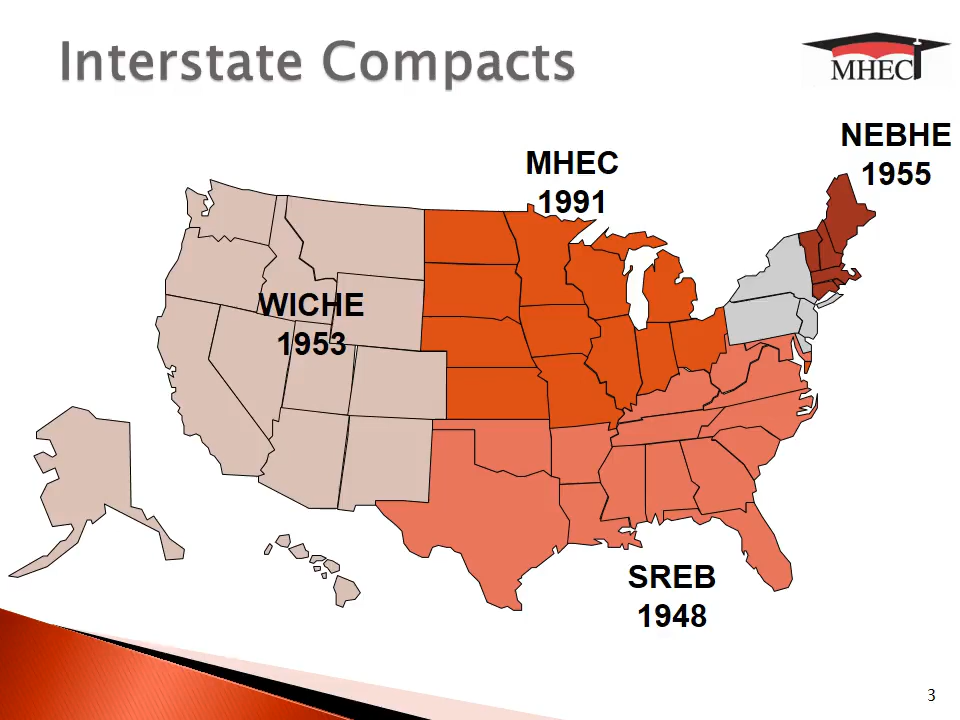 Interstate Compacts
MHEC
NEBHE
1955
MHEC
1991
WICHE
1953
SREB
1948
3